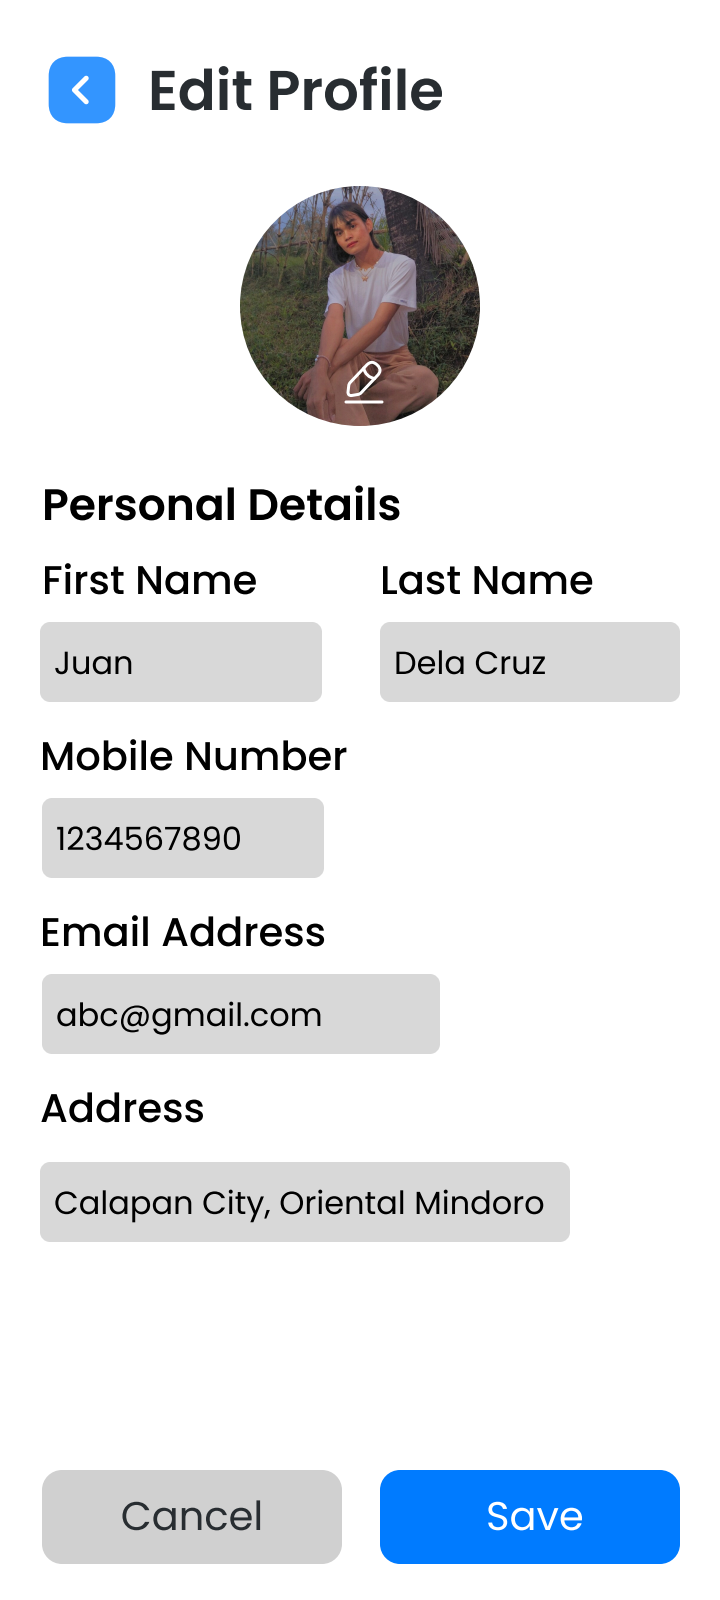 Edit Profile
Personal Details
First Name
Last Name
Juan
Dela Cruz
Mobile Number
1234567890
Email Address
abc@gmail.com
Address
Calapan City, Oriental Mindoro
Cancel
Save